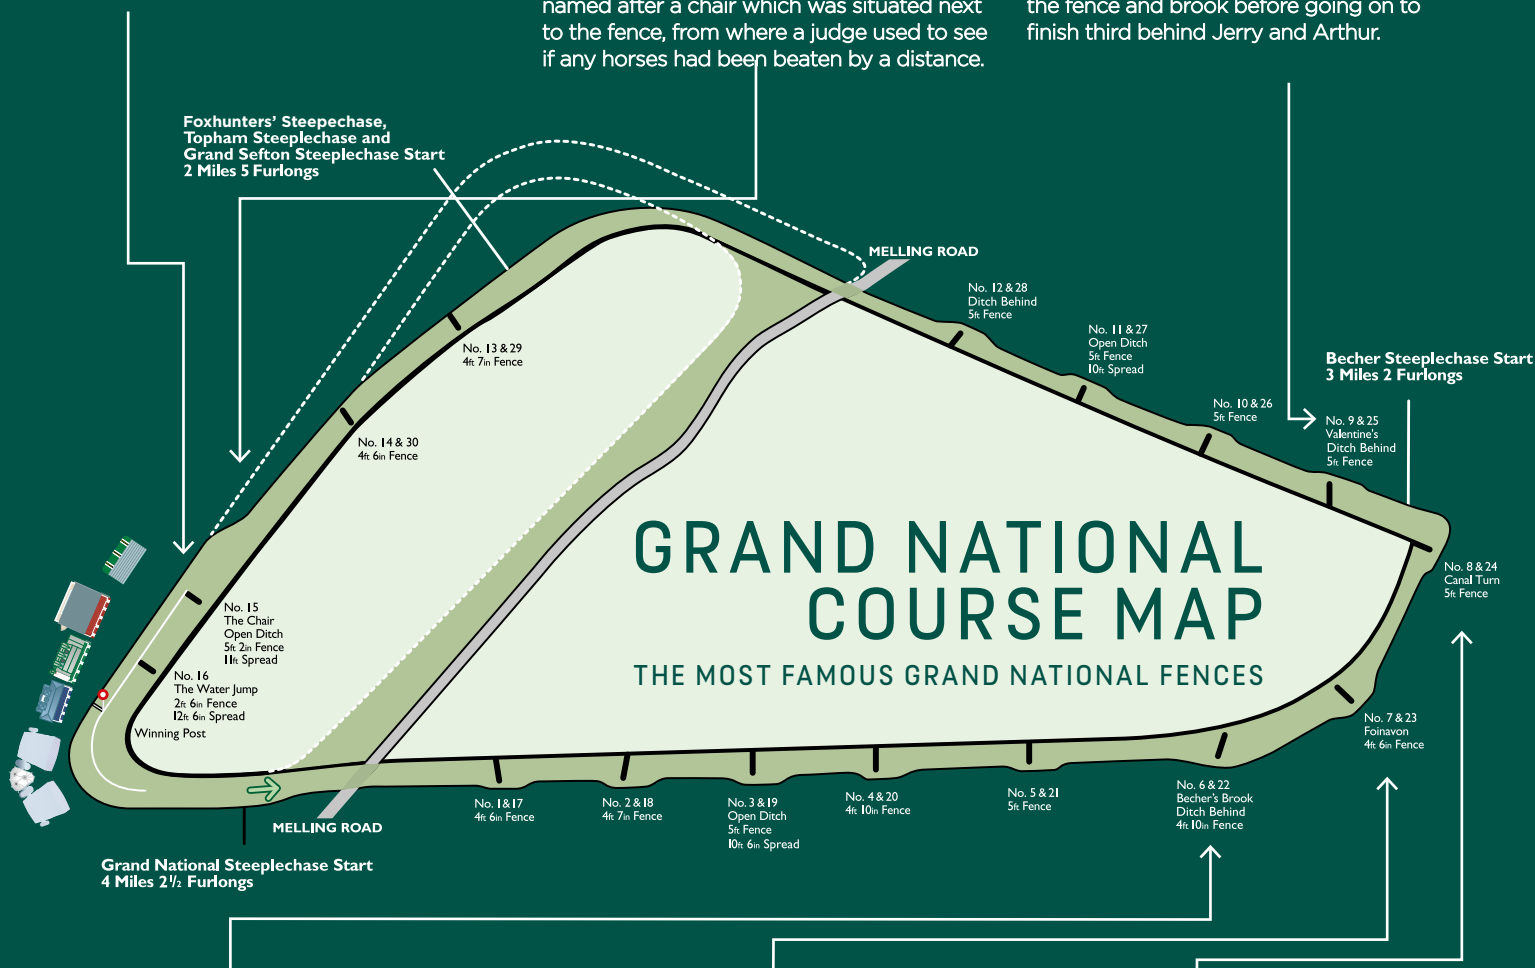 named after a chair which was situated next
to the fence, from where a judge used to see
if any horses had been beaten by a distance.
the fence and brook before going on to
finish third behind Jerry and Arthur.
Foxhunters' Steepechase,
Topham Steeplechase and
Grand Sefton Steeplechase Start
2 Miles 5 Furlongs
MELLING ROAD
No. 12 & 28
Ditch Behind
5ft Fence
No. 11 & 27
Open Ditch
5ft Fence
10ft Spread
No. 13 & 29
4ft 7in Fence
Becher Steeplechase Start
3 Miles 2 Furlongs
No. 10 & 26
5ft Fence
No. 9 & 25
Valentine's
Ditch Behind
5ft Fence
No. 14 & 30
4ft 6in Fence
GRAND NATIONAL
COURSE MAP
THE MOST FAMOUS GRAND NATIONAL FENCES
No. 8 & 24
Canal Turn
5ft Fence
No. 15
The Chair
Open Ditch
5ft 2in Fence
11ft Spread
No. 16
The Water Jump
2ft 6in Fence
12ft 6in Spread
Winning Post
No. 7 & 23
Foinavon
4ft 6in Fence
No. 1 & 17
4ft 6in Fence
No. 2 & 18
4ft 7in Fence
No. 3 & 19
Open Ditch
5ft Fence
10ft 6in Spread
No. 4 & 20
4ft 10in Fence
No. 5 & 21
5ft Fence
No. 6 & 22
Becher's Brook
Ditch Behind
4ft 10in Fence
MELLING ROAD
Grand National Steeplechase Start
4 Miles 2½ Furlongs